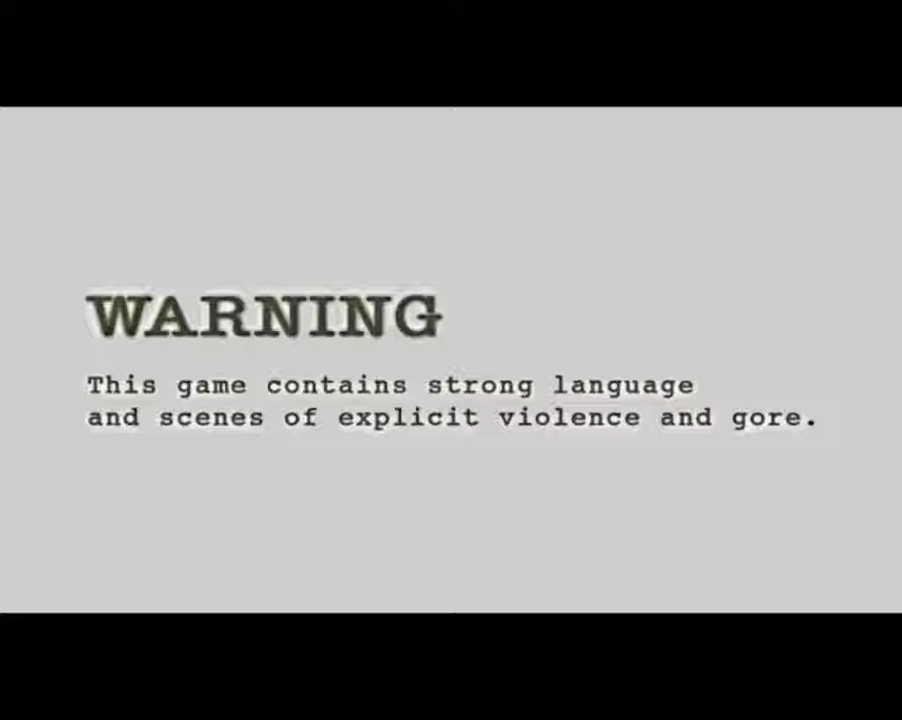 WARNING
This game contains strong language
and scenes of explicit violence and gore.